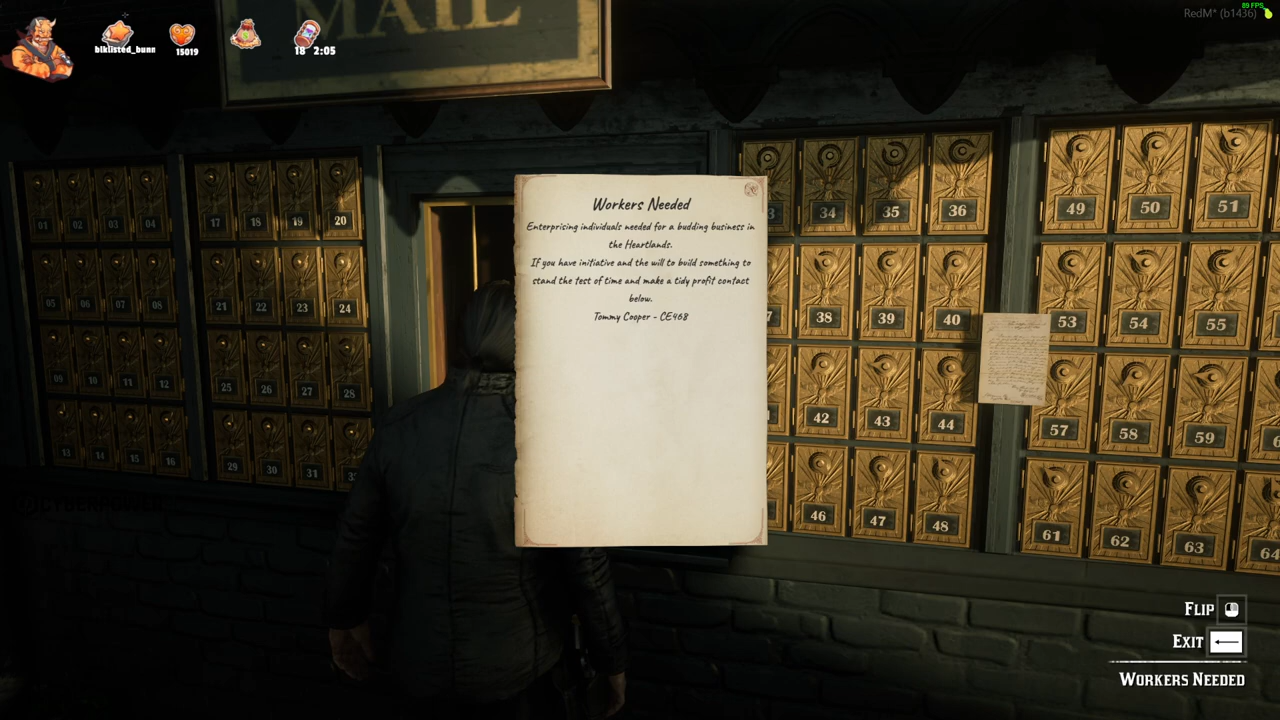 MAIL
89 FPS
RedM* (b1436)
blklisted_bunn
15019
18 2:05
Workers Needed
Enterprising individuals needed for a budding business in
the Heartlands.
If you have initiative and the will to build something to
stand the test of time and make a tidy profit contact
below.
Tommy Cooper - CE468
01 02 03 04
17 18 19 20
34 35 36
49 50 51
05 06 07 08
21 22 23 24
38 39 40
53 54 55
09 10 11 12
25 26 27 28
42 43 44
57 58 59
13 14 15 16
29 30 31
46 47 48
61 62 63 64
FLIP
EXIT
WORKERS NEEDED